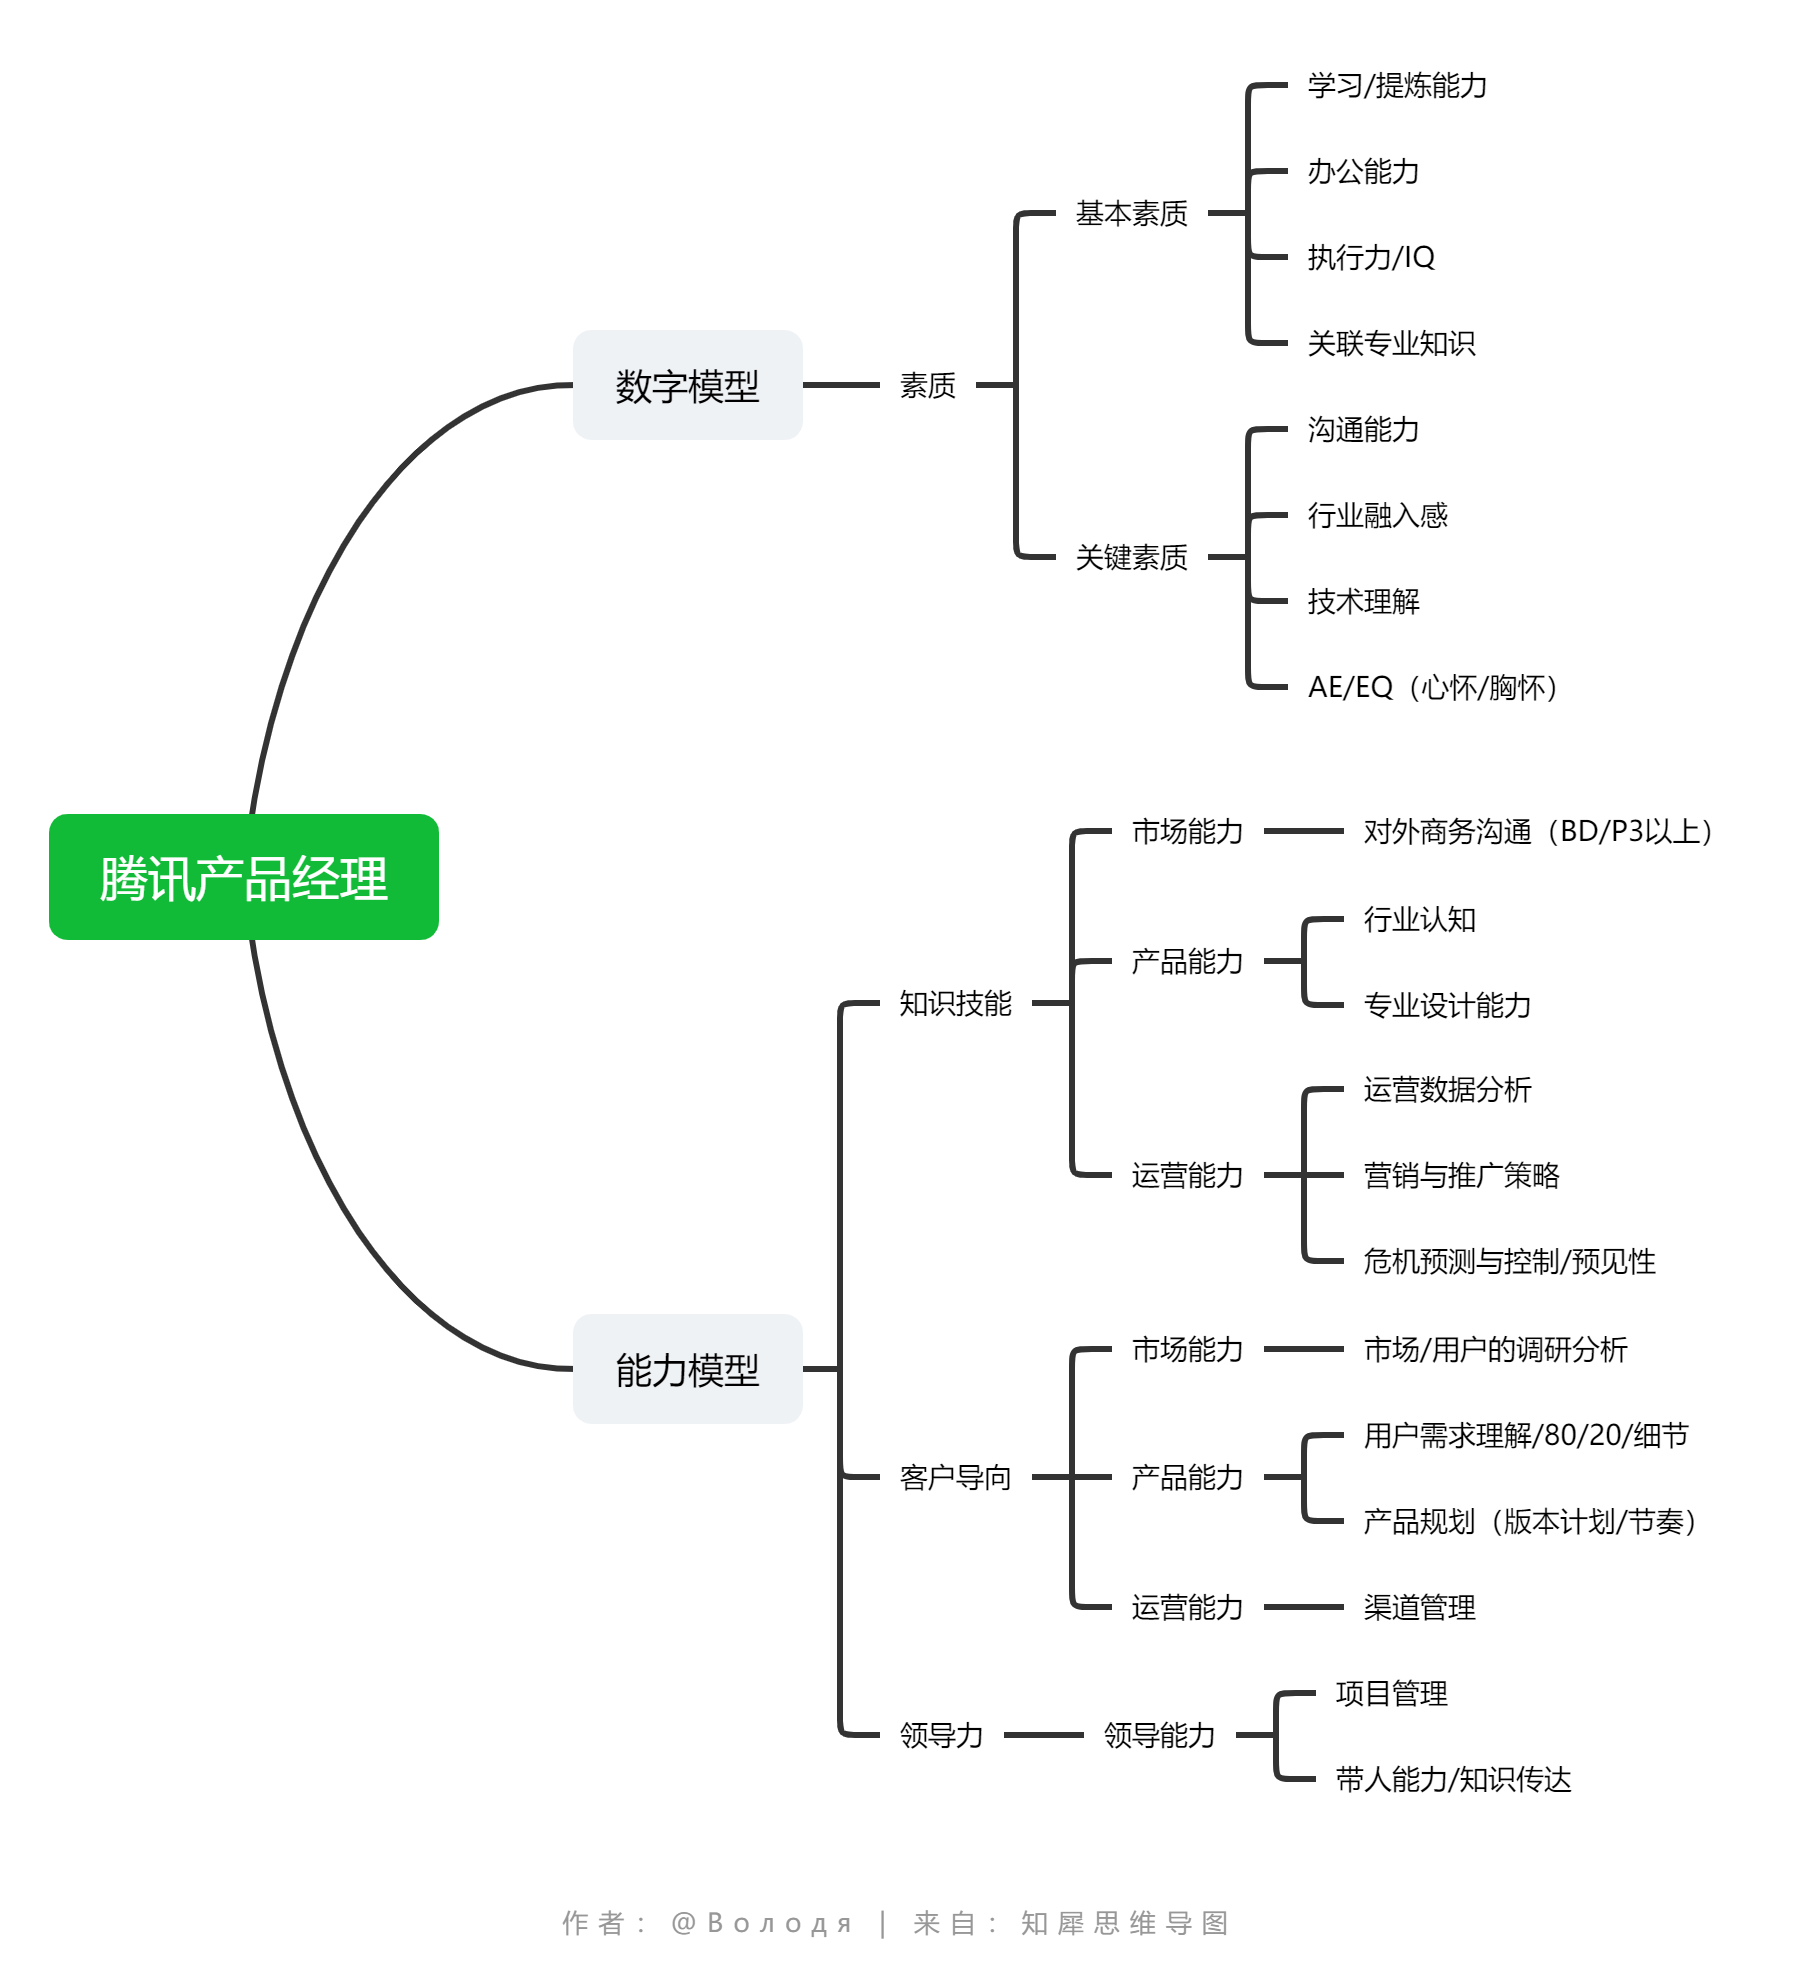 腾讯产品经理
数字模型
素质
基本素质
学习/提炼能力
办公能力
执行力/IQ
关联专业知识
关键素质
沟通能力
行业融入感
技术理解
AE/EQ（心怀/胸怀）
能力模型
知识技能
市场能力
对外商务沟通（BD/P3以上）
产品能力
行业认知
专业设计能力
运营能力
运营数据分析
营销与推广策略
危机预测与控制/预见性
客户导向
市场能力
市场/用户的调研分析
产品能力
用户需求理解/80/20/细节
产品规划（版本计划/节奏）
运营能力
渠道管理
领导力
领导能力
项目管理
带人能力/知识传达
作者：@Володя | 来自：知犀思维导图